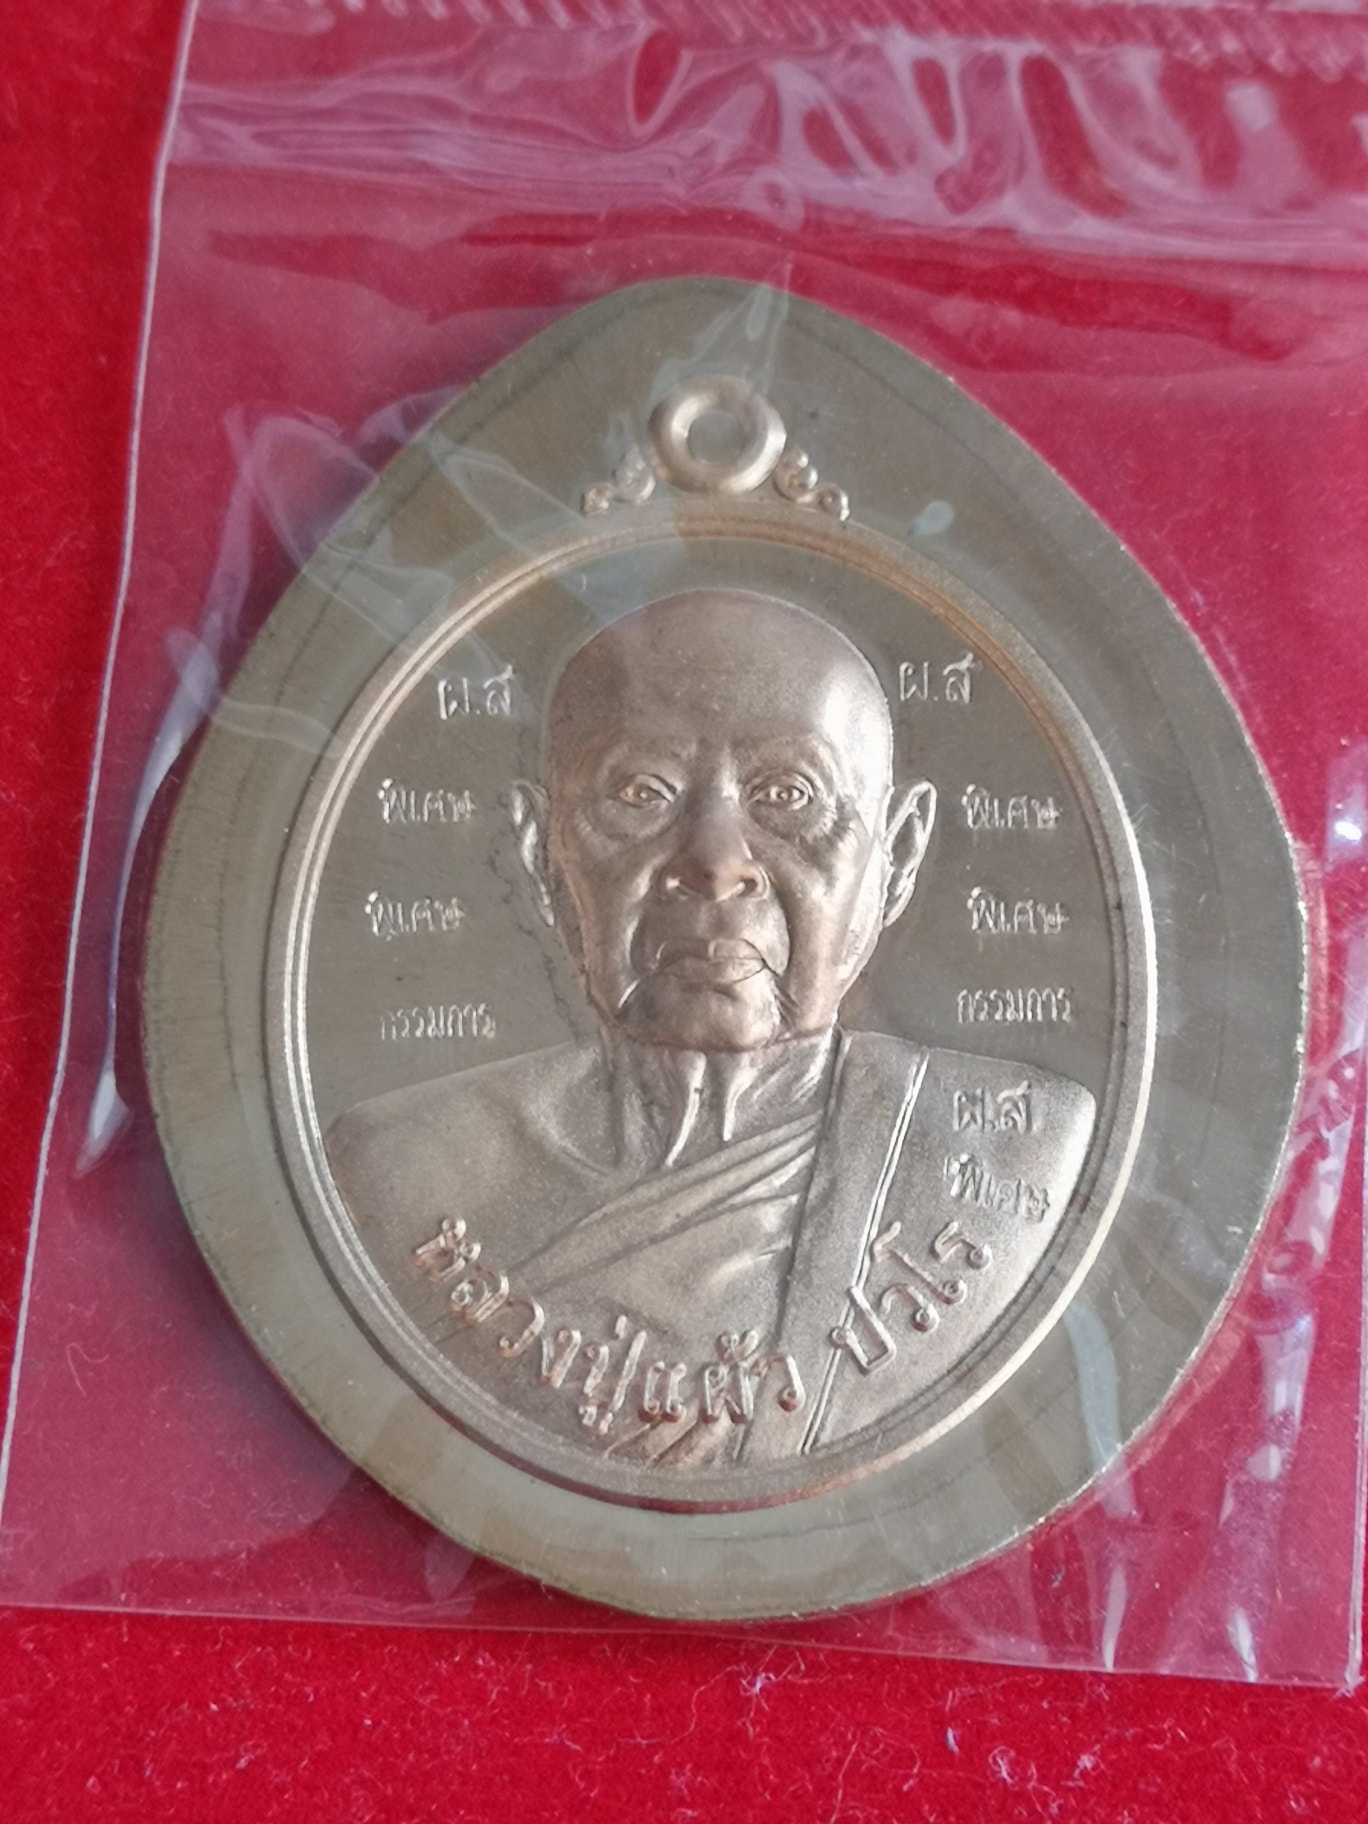 ผ.ส
พิเศษ
พิเศษ
กรรมการ
ผ.ส
พิเศษ
พิเศษ
กรรมการ
ผ.ส
พิเศษ
หลวงปู่แผ้ว ปวโร